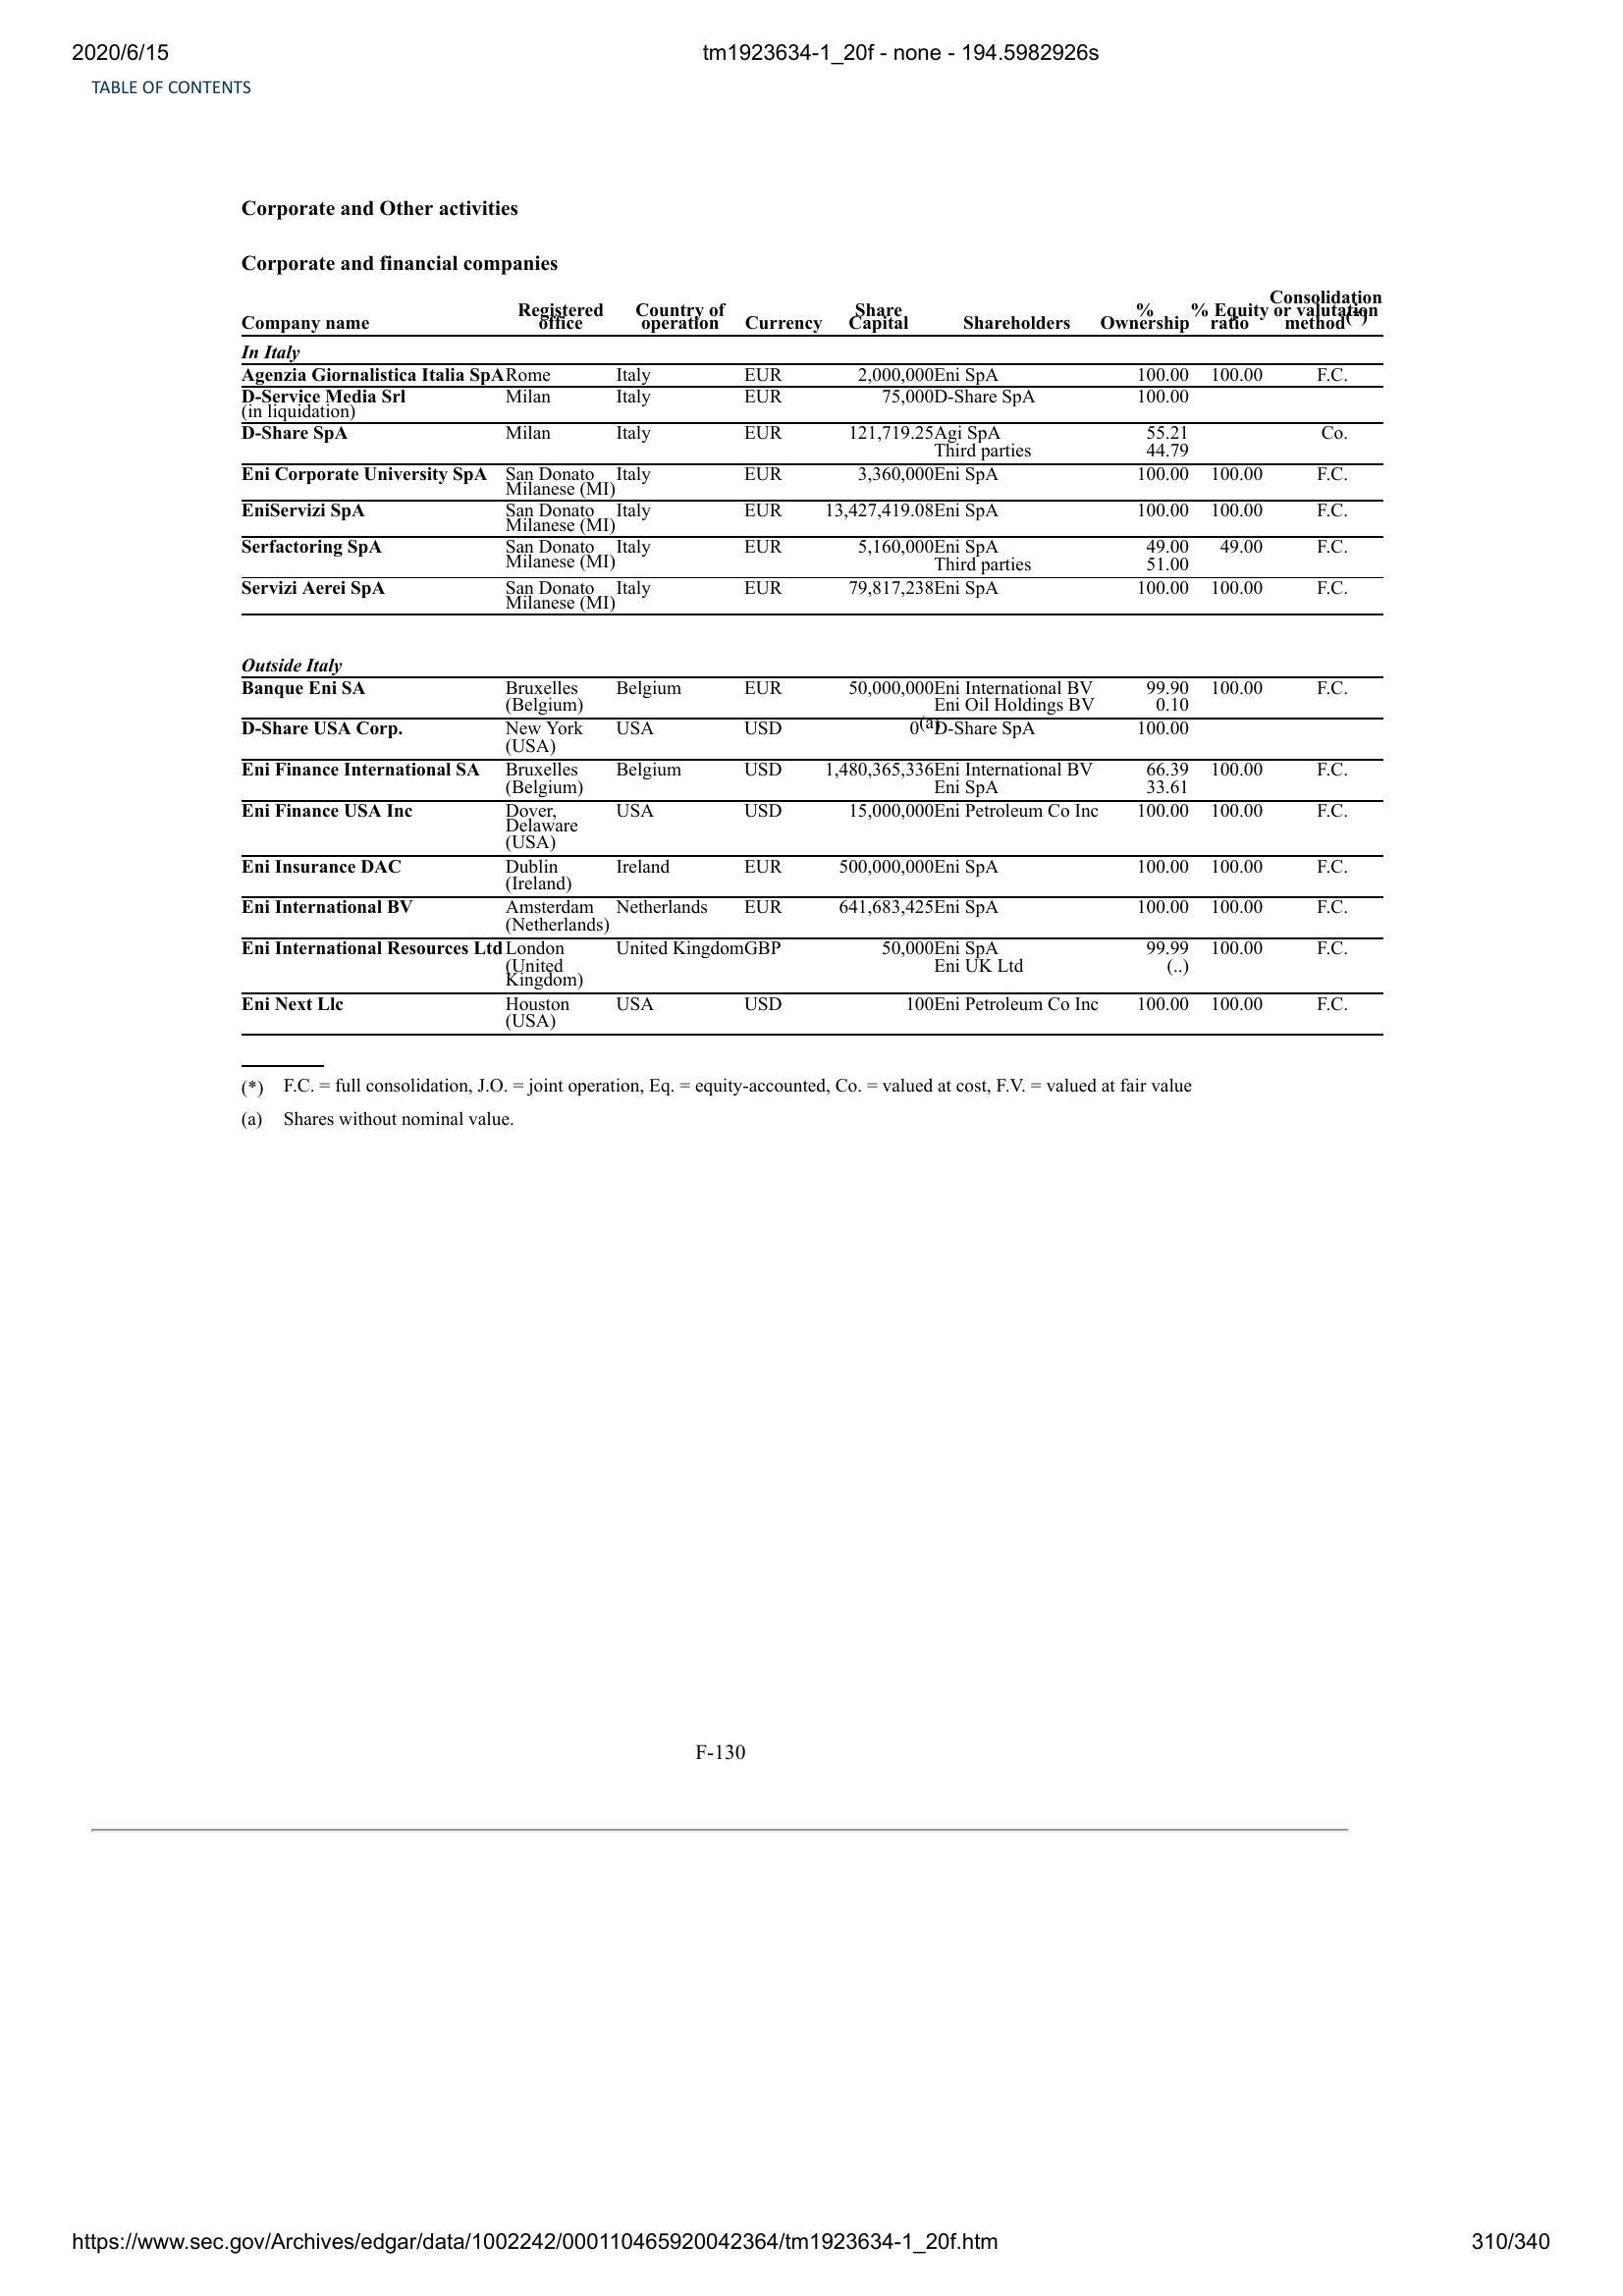 2020/6/15 tm1923634-1_20f - none - 194.5982926s
TABLE OF CONTENTS
Corporate and Other activities
Corporate and financial companies
Company name Registered office Country of operation Currency Share Capital Shareholders % Ownership % Equity ratio Consolidation or valutation method(*)
In Italy
Agenzia Giornalistica Italia SpA Rome Italy EUR 2,000,000 Eni SpA 100.00 100.00 F.C.
D-Service Media Srl Milan Italy EUR 75,000 D-Share SpA 100.00
(in liquidation)
D-Share SpA Milan Italy EUR 121,719.25 Agi SpA 55.21 Co.
Third parties 44.79
Eni Corporate University SpA San Donato Italy EUR 3,360,000 Eni SpA 100.00 100.00 F.C.
Milanese (MI)
EniServizi SpA San Donato Italy EUR 13,427,419.08 Eni SpA 100.00 100.00 F.C.
Milanese (MI)
Serfactoring SpA San Donato Italy EUR 5,160,000 Eni SpA 49.00 49.00 F.C.
Milanese (MI) Third parties 51.00
Servizi Aerei SpA San Donato Italy EUR 79,817,238 Eni SpA 100.00 100.00 F.C.
Milanese (MI)
Outside Italy
Banque Eni SA Bruxelles Belgium EUR 50,000,000 Eni International BV 99.90 100.00 F.C.
(Belgium) Eni Oil Holdings BV 0.10
D-Share USA Corp. New York USA USD 0(a) D-Share SpA 100.00
(USA)
Eni Finance International SA Bruxelles Belgium USD 1,480,365,336 Eni International BV 66.39 100.00 F.C.
(Belgium) Eni SpA 33.61
Eni Finance USA Inc Dover, USA USD 15,000,000 Eni Petroleum Co Inc 100.00 100.00 F.C.
Delaware
(USA)
Eni Insurance DAC Dublin Ireland EUR 500,000,000 Eni SpA 100.00 100.00 F.C.
(Ireland)
Eni International BV Amsterdam Netherlands EUR 641,683,425 Eni SpA 100.00 100.00 F.C.
(Netherlands)
Eni International Resources Ltd London United Kingdom GBP 50,000 Eni SpA 99.99 100.00 F.C.
(United Eni UK Ltd (..)
Kingdom)
Eni Next Llc Houston USA USD 100 Eni Petroleum Co Inc 100.00 100.00 F.C.
(USA)
(*) F.C. = full consolidation, J.O. = joint operation, Eq. = equity-accounted, Co. = valued at cost, F.V. = valued at fair value
(a) Shares without nominal value.
F-130
https://www.sec.gov/Archives/edgar/data/1002242/000110465920042364/tm1923634-1_20f.htm 310/340